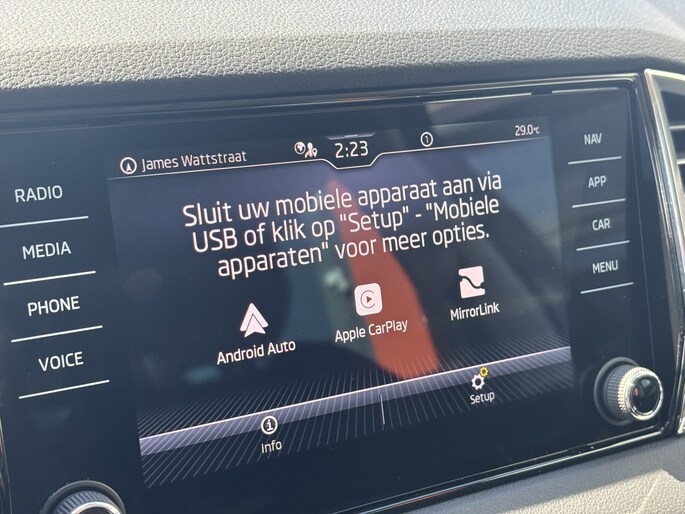 James Wattstraat
2:23
1
29.0°C
RADIO
MEDIA
PHONE
VOICE
Sluit uw mobiele apparaat aan via
USB of klik op "Setup" - "Mobiele
apparaten" voor meer opties.
Android Auto
Apple CarPlay
MirrorLink
Info
Setup
NAV
APP
CAR
MENU